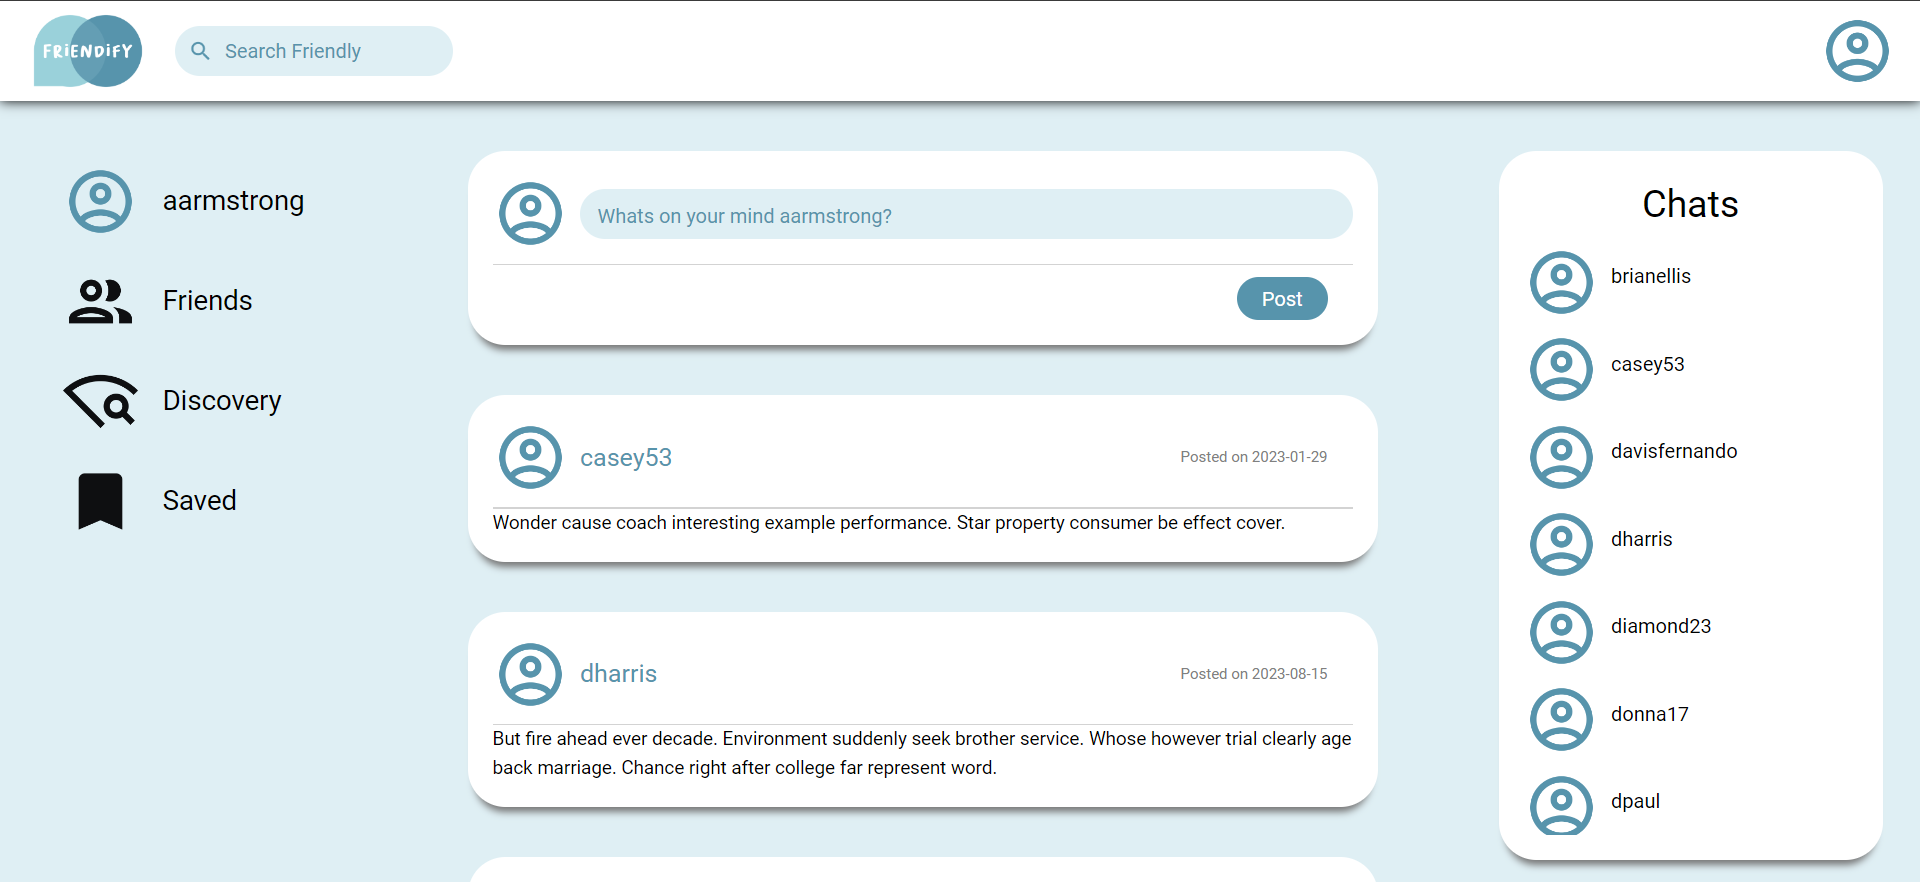 FRiENDiFY
Search Friendly
aarmstrong
Friends
Discovery
Saved
Whats on your mind aarmstrong?
Post
casey53
Posted on 2023-01-29
Wonder cause coach interesting example performance. Star property consumer be effect cover.
dharris
Posted on 2023-08-15
But fire ahead ever decade. Environment suddenly seek brother service. Whose however trial clearly age
back marriage. Chance right after college far represent word.
Chats
brianellis
casey53
davisfernando
dharris
diamond23
donna17
dpaul